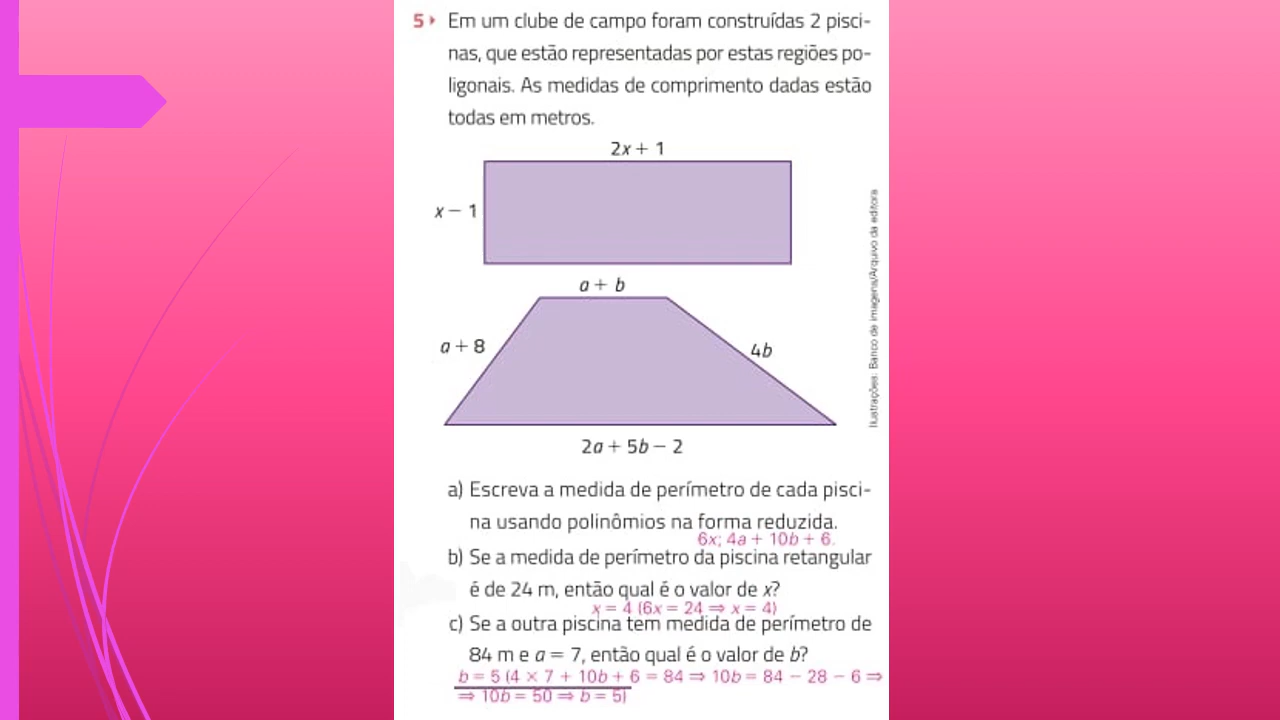 5 Em um clube de campo foram construídas 2 pisci-
nas, que estão representadas por estas regiões po-
ligonais. As medidas de comprimento dadas estão
todas em metros.
2x + 1
x − 1
a + b
a + 8
4b
2a + 5b − 2
Ilustrações: Banco de imagens/Arquivo da editora
a) Escreva a medida de perímetro de cada pisci-
na usando polinômios na forma reduzida.
6x; 4a + 10b + 6.
b) Se a medida de perímetro da piscina retangular
é de 24 m, então qual é o valor de x?
x = 4 (6x = 24 ⇒ x = 4)
c) Se a outra piscina tem medida de perímetro de
84 m e a = 7, então qual é o valor de b?
b = 5 (4 × 7 + 10b + 6 = 84 ⇒ 10b = 84 − 28 − 6 ⇒
⇒ 10b = 50 ⇒ b = 5)